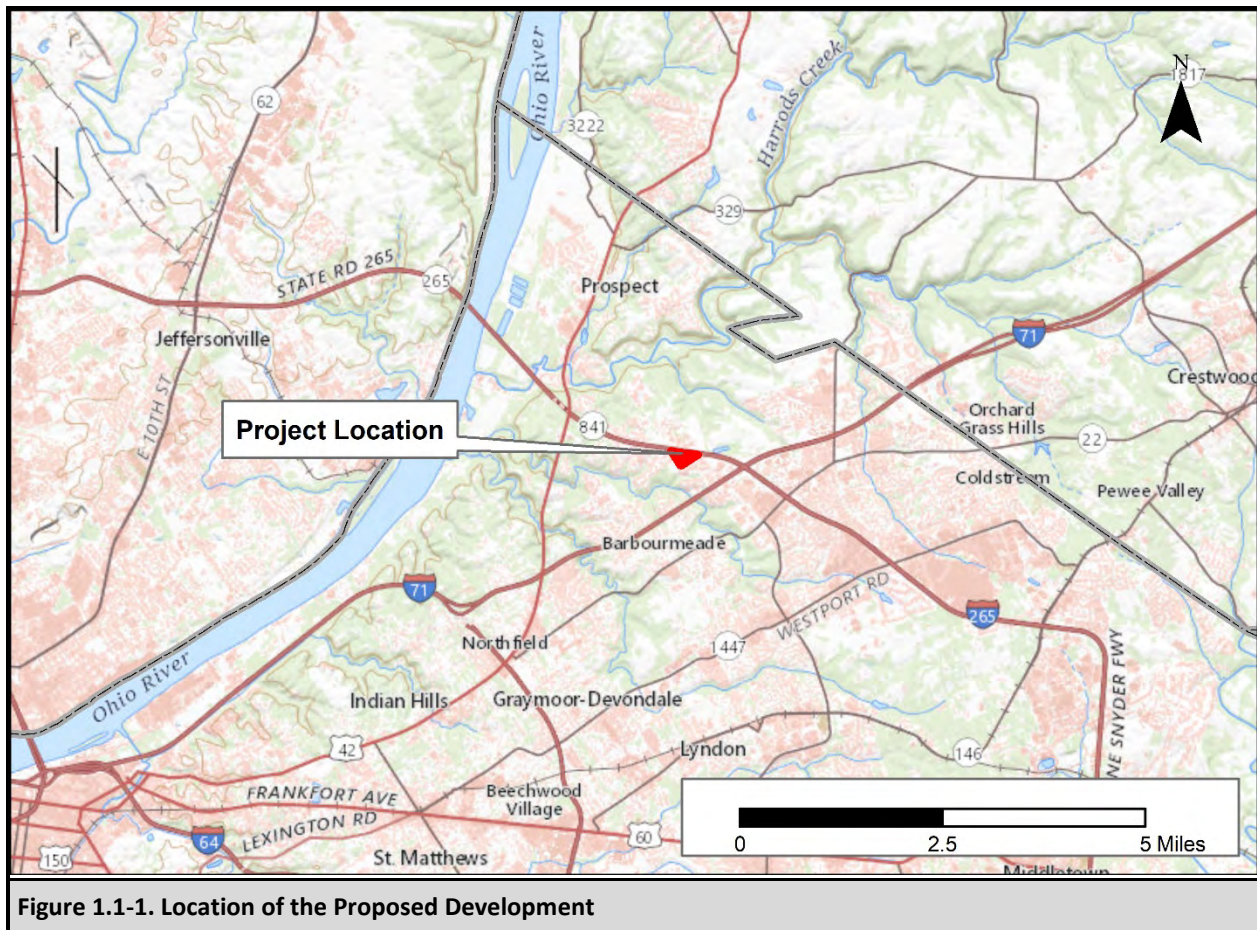 Ohio River
Harrods Creek
N
1817
62
3222
329
STATE RD 265
265
Prospect
Jeffersonville
71
Crestwood
E 10TH ST
Project Location
841
Orchard
Grass Hills
22
Coldstream
Pewee Valley
Barbourmeade
71
WESTPORT RD
265
Northfield
1447
NE SNYDER FWY
Ohio River
Indian Hills
Graymoor-Devondale
42
Lyndon
146
FRANKFORT AVE
Beechwood
Village
LEXINGTON RD
64
60
150
St. Matthews
0 2.5 5 Miles
Middletown
Figure 1.1-1. Location of the Proposed Development